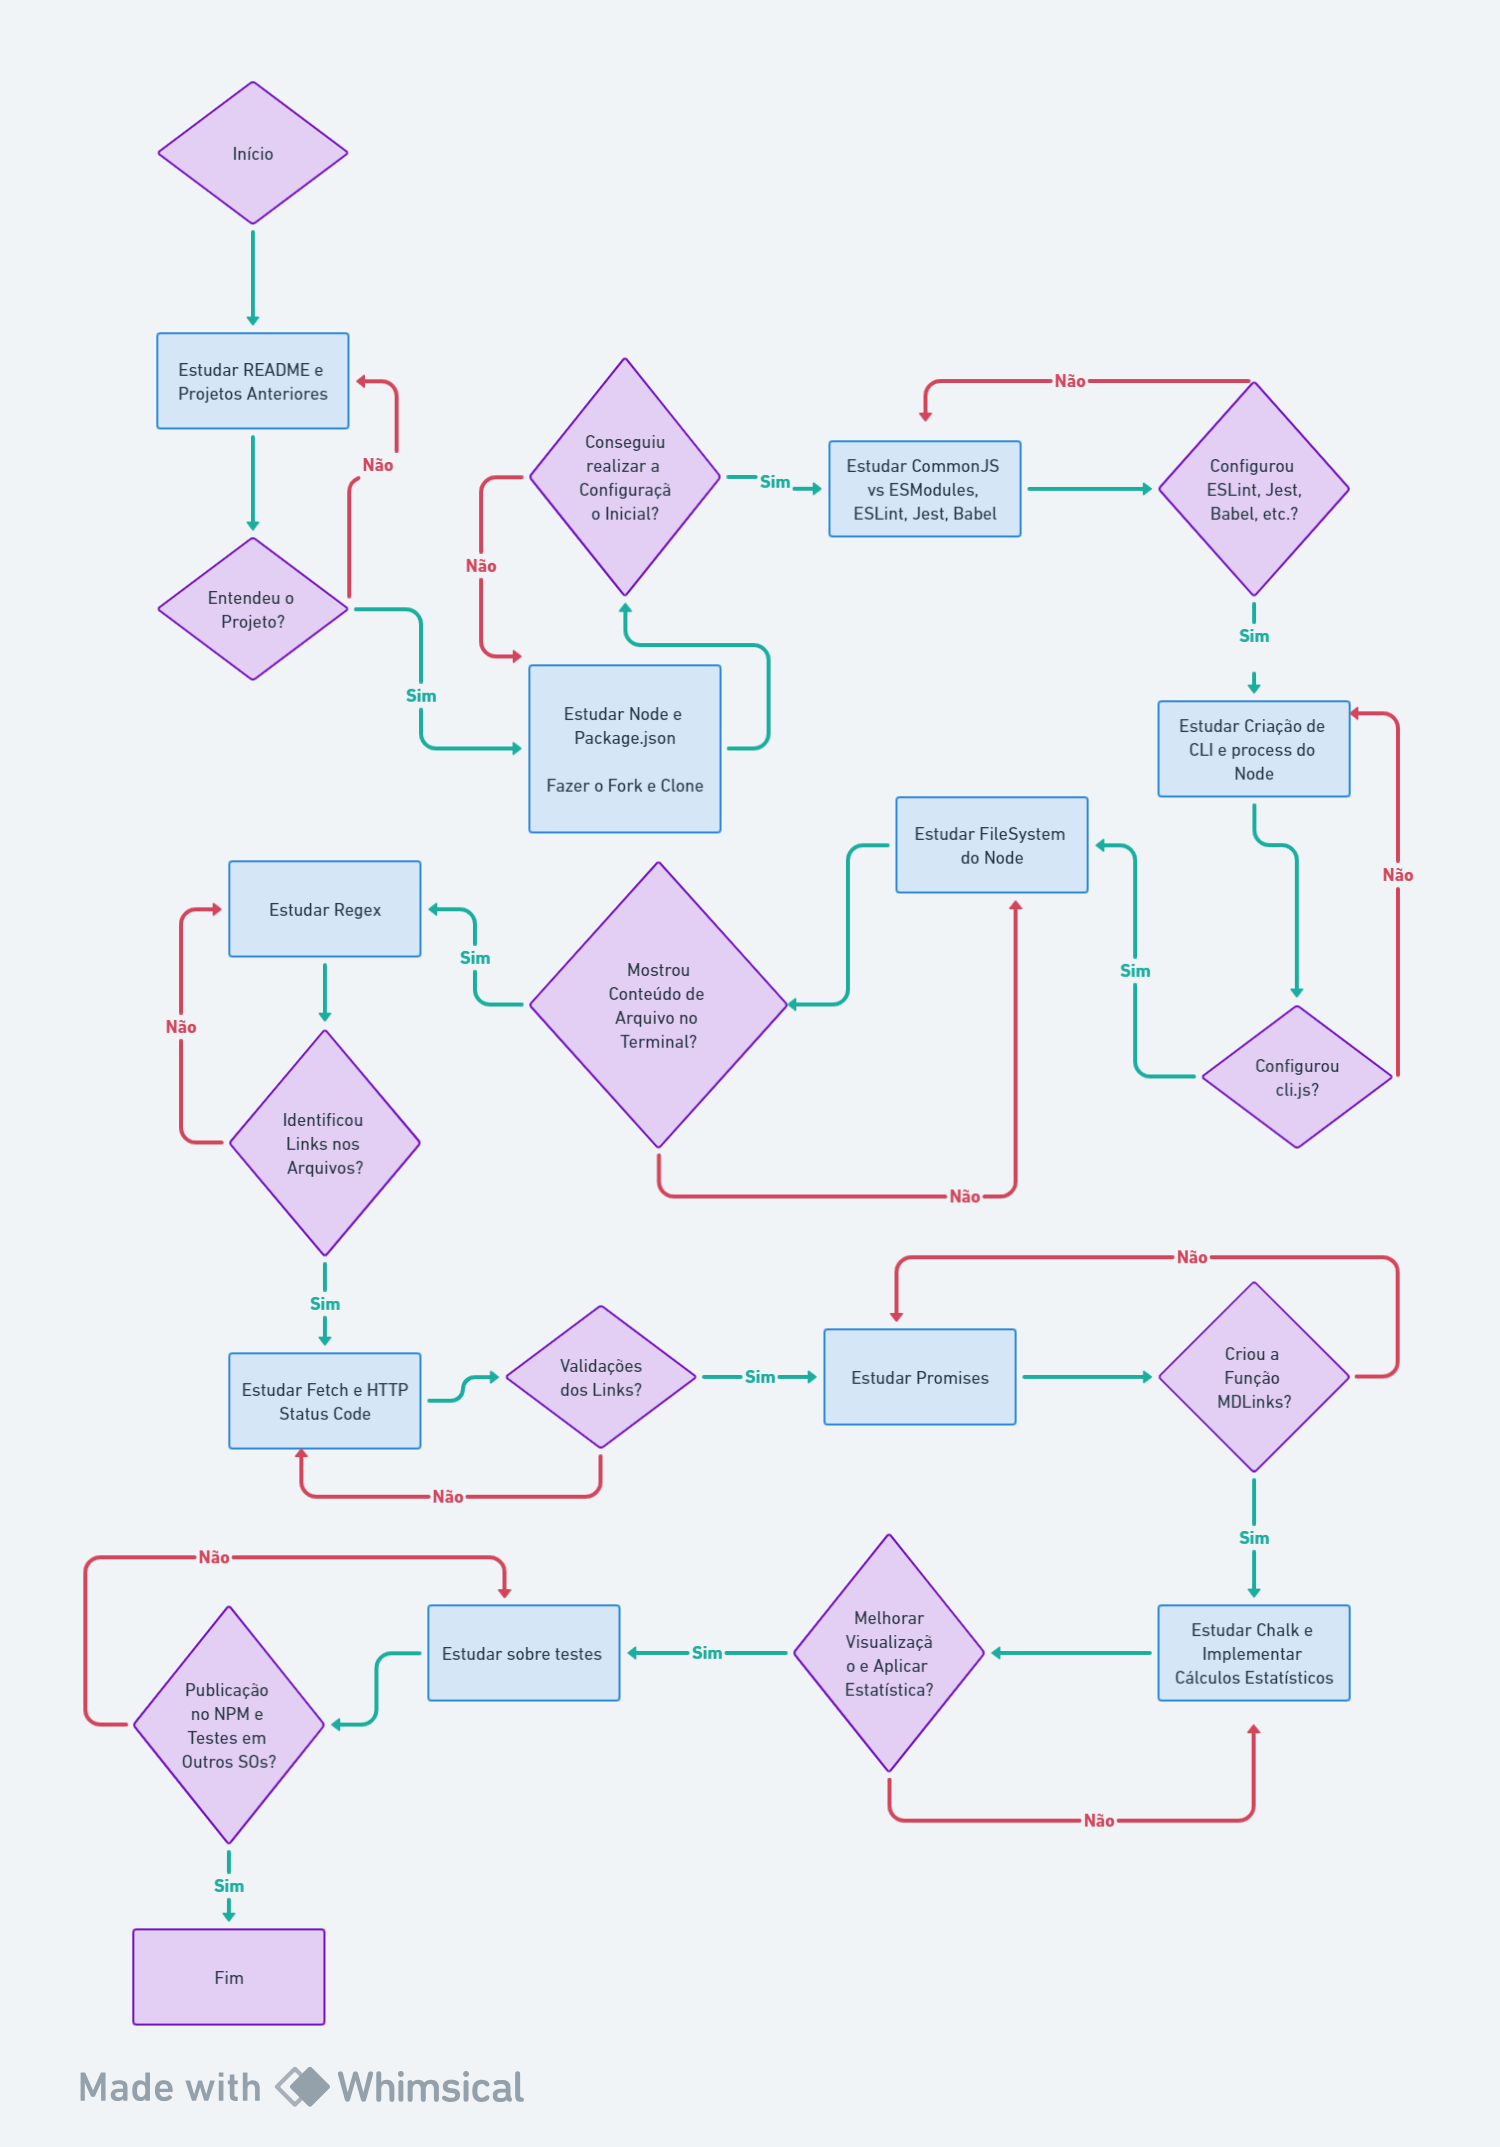 Início
Estudar README e
Projetos Anteriores
Não
Entendeu o
Projeto?
Sim
Estudar Node e
Package.json
Fazer o Fork e Clone
Não
Conseguiu
realizar a
Configuraçã
o Inicial?
Sim
Estudar CommonJS
vs ESModules,
ESLint, Jest, Babel
Não
Configurou
ESLint, Jest,
Babel, etc.?
Sim
Estudar Criação de
CLI e process do
Node
Não
Configurou
cli.js?
Sim
Estudar FileSystem
do Node
Mostrou
Conteúdo de
Arquivo no
Terminal?
Não
Sim
Estudar Regex
Não
Identificou
Links nos
Arquivos?
Sim
Estudar Fetch e HTTP
Status Code
Validações
dos Links?
Não
Sim
Estudar Promises
Não
Criou a
Função
MDLinks?
Sim
Estudar Chalk e
Implementar
Cálculos Estatísticos
Melhorar
Visualizaçã
o e Aplicar
Estatística?
Não
Sim
Estudar sobre testes
Não
Publicação
no NPM e
Testes em
Outros SOs?
Sim
Fim
Made with Whimsical